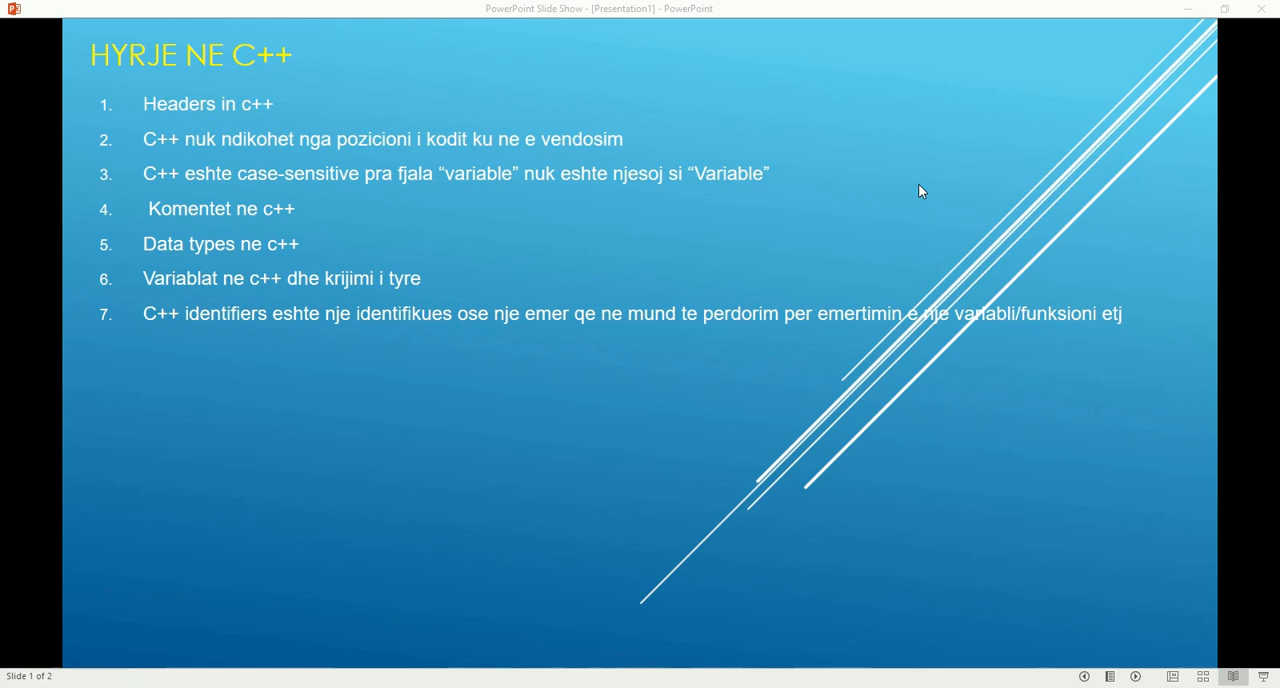 PowerPoint Slide Show - [Presentation1] - PowerPoint
HYRJE NE C++
1. Headers in c++
2. C++ nuk ndikohet nga pozicioni i kodit ku ne e vendosim
3. C++ eshte case-sensitive pra fjala “variable” nuk eshte njesoj si “Variable”
4. Komentet ne c++
5. Data types ne c++
6. Variablat ne c++ dhe krijimi i tyre
7. C++ identifiers eshte nje identifikues ose nje emer qe ne mund te perdorim per emertimin e nje variabli/funksioni etj
Slide 1 of 2